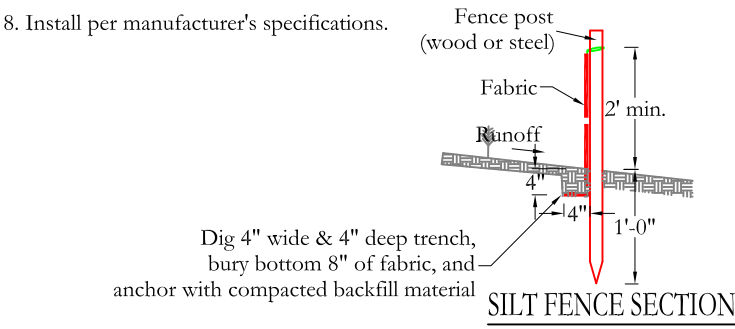 8. Install per manufacturer's specifications.
Fence post
(wood or steel)
Fabric
2' min.
Runoff
4"
4"
1'-0"
Dig 4" wide & 4" deep trench,
bury bottom 8" of fabric, and
anchor with compacted backfill material
SILT FENCE SECTION